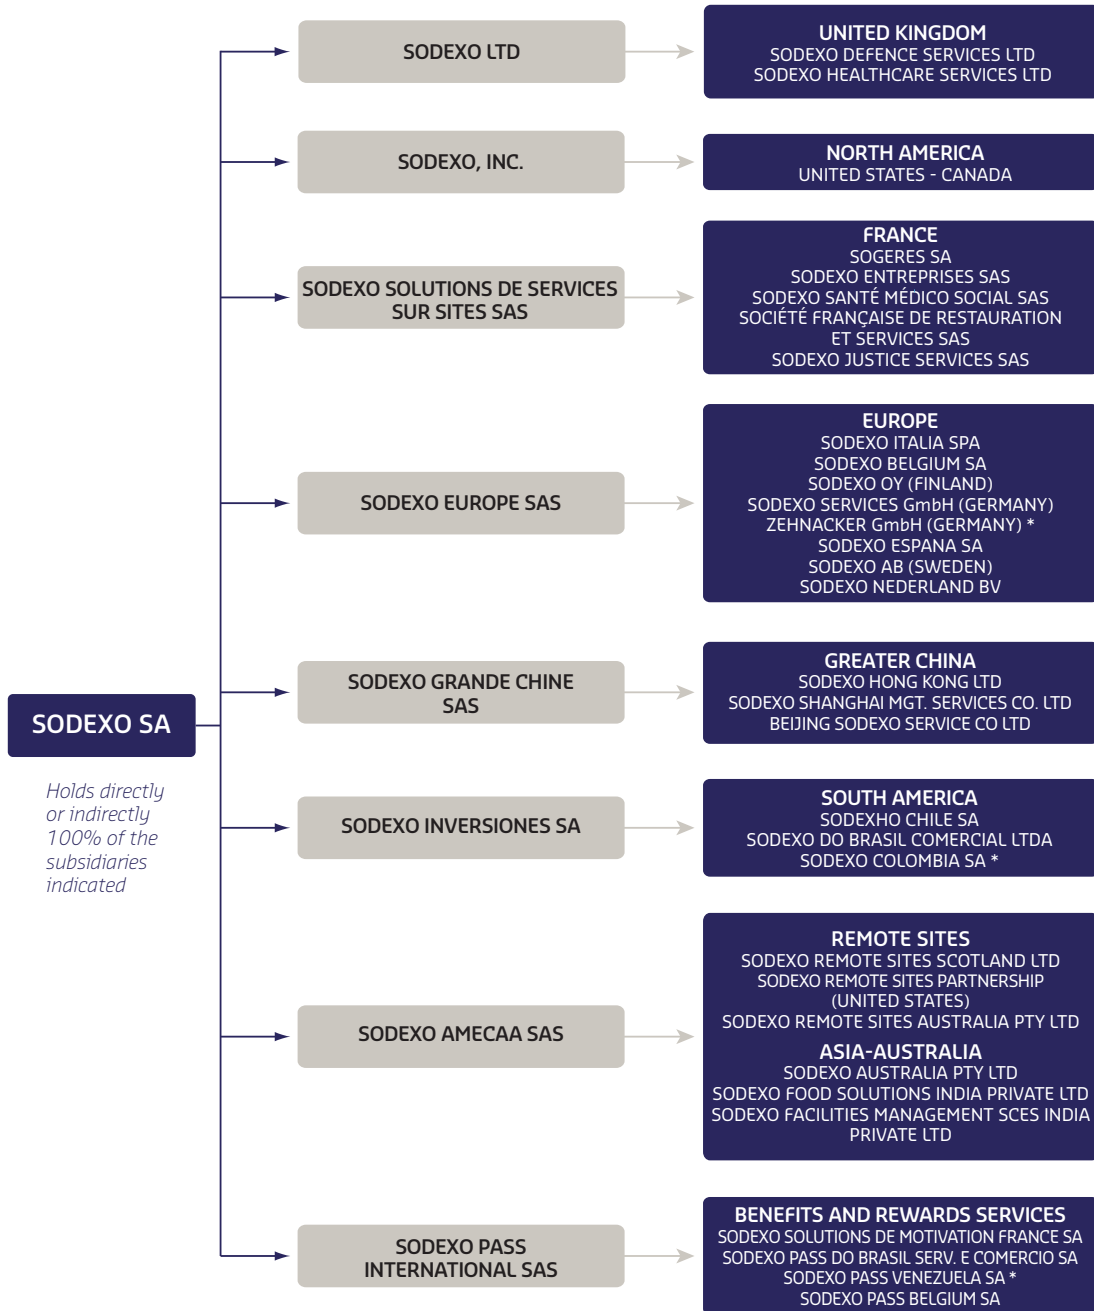 SODEXO SA
Holds directly
or indirectly
100% of the
subsidiaries
indicated
SODEXO LTD
UNITED KINGDOM
SODEXO DEFENCE SERVICES LTD
SODEXO HEALTHCARE SERVICES LTD
SODEXO, INC.
NORTH AMERICA
UNITED STATES - CANADA
SODEXO SOLUTIONS DE SERVICES
SUR SITES SAS
FRANCE
SOGERES SA
SODEXO ENTREPRISES SAS
SODEXO SANTÉ MÉDICO SOCIAL SAS
SOCIÉTÉ FRANÇAISE DE RESTAURATION
ET SERVICES SAS
SODEXO JUSTICE SERVICES SAS
SODEXO EUROPE SAS
EUROPE
SODEXO ITALIA SPA
SODEXO BELGIUM SA
SODEXO OY (FINLAND)
SODEXO SERVICES GmbH (GERMANY)
ZEHNACKER GmbH (GERMANY) *
SODEXO ESPANA SA
SODEXO AB (SWEDEN)
SODEXO NEDERLAND BV
SODEXO GRANDE CHINE
SAS
GREATER CHINA
SODEXO HONG KONG LTD
SODEXO SHANGHAI MGT. SERVICES CO. LTD
BEIJING SODEXO SERVICE CO LTD
SODEXO INVERSIONES SA
SOUTH AMERICA
SODEXHO CHILE SA
SODEXO DO BRASIL COMERCIAL LTDA
SODEXO COLOMBIA SA *
SODEXO AMECAA SAS
REMOTE SITES
SODEXO REMOTE SITES SCOTLAND LTD
SODEXO REMOTE SITES PARTNERSHIP
(UNITED STATES)
SODEXO REMOTE SITES AUSTRALIA PTY LTD
ASIA-AUSTRALIA
SODEXO AUSTRALIA PTY LTD
SODEXO FOOD SOLUTIONS INDIA PRIVATE LTD
SODEXO FACILITIES MANAGEMENT SCES INDIA
PRIVATE LTD
SODEXO PASS
INTERNATIONAL SAS
BENEFITS AND REWARDS SERVICES
SODEXO SOLUTIONS DE MOTIVATION FRANCE SA
SODEXO PASS DO BRASIL SERV. E COMERCIO SA
SODEXO PASS VENEZUELA SA *
SODEXO PASS BELGIUM SA